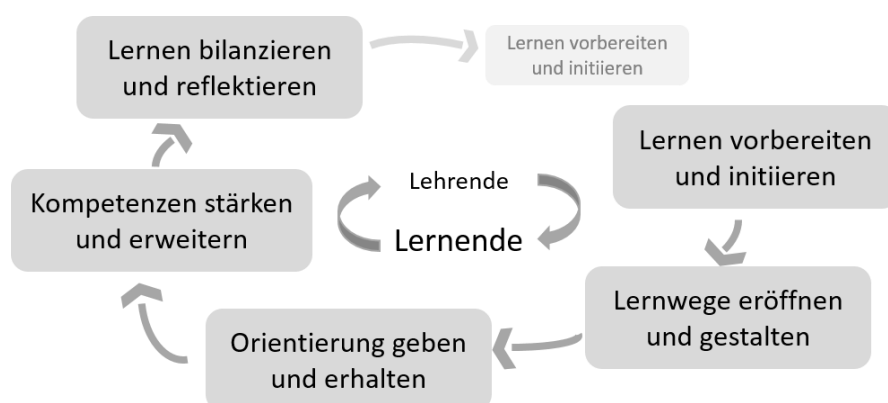 Lernen bilanzieren
und reflektieren
Lernen vorbereiten
und initiieren
Lernen vorbereiten
und initiieren
Kompetenzen stärken
und erweitern
Lehrende
Lernende
Lernwege eröffnen
und gestalten
Orientierung geben
und erhalten